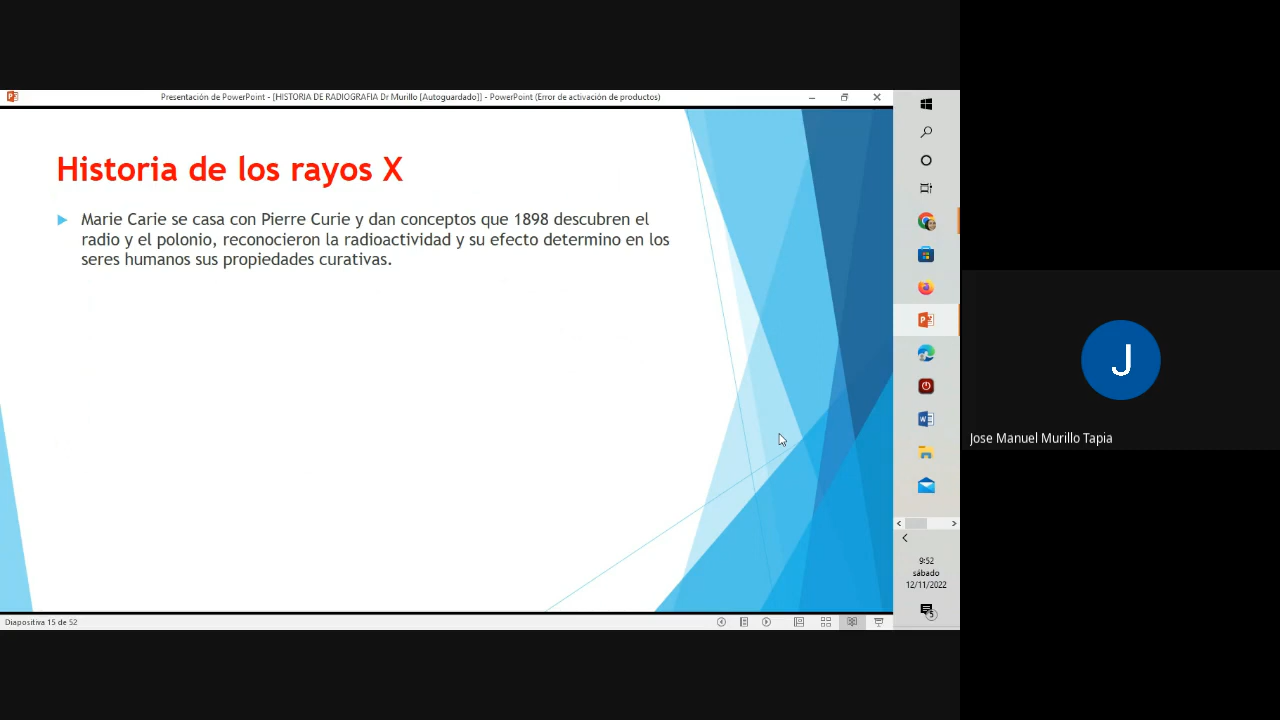 Presentación de PowerPoint - [HISTORIA DE RADIOGRAFIA Dr Murillo [Autoguardado]] - PowerPoint (Error de activación de productos)
Historia de los rayos X
Marie Carie se casa con Pierre Curie y dan conceptos que 1898 descubren el
radio y el polonio, reconocieron la radioactividad y su efecto determino en los
seres humanos sus propiedades curativas.
J
Jose Manuel Murillo Tapia
9:52
sábado
12/11/2022
5
Diapositiva 15 de 52